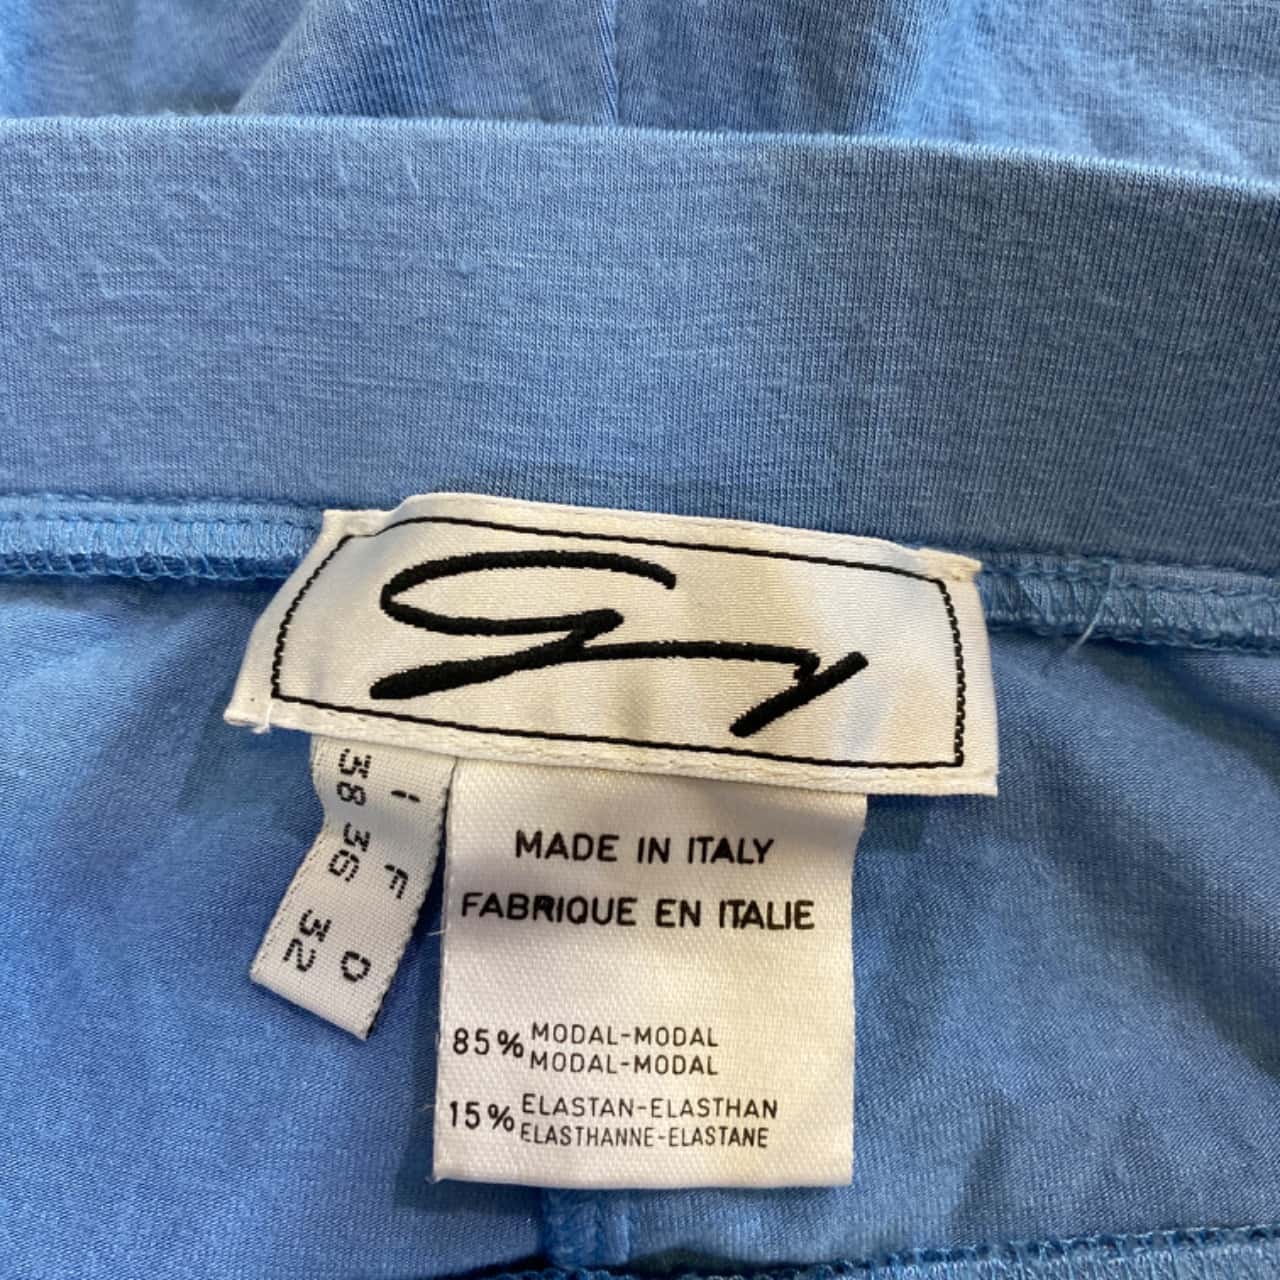 I F D
38 36 32
MADE IN ITALY
FABRIQUE EN ITALIE
85% MODAL-MODAL
MODAL-MODAL
15% ELASTAN-ELASTHAN
ELASTHANNE-ELASTANE